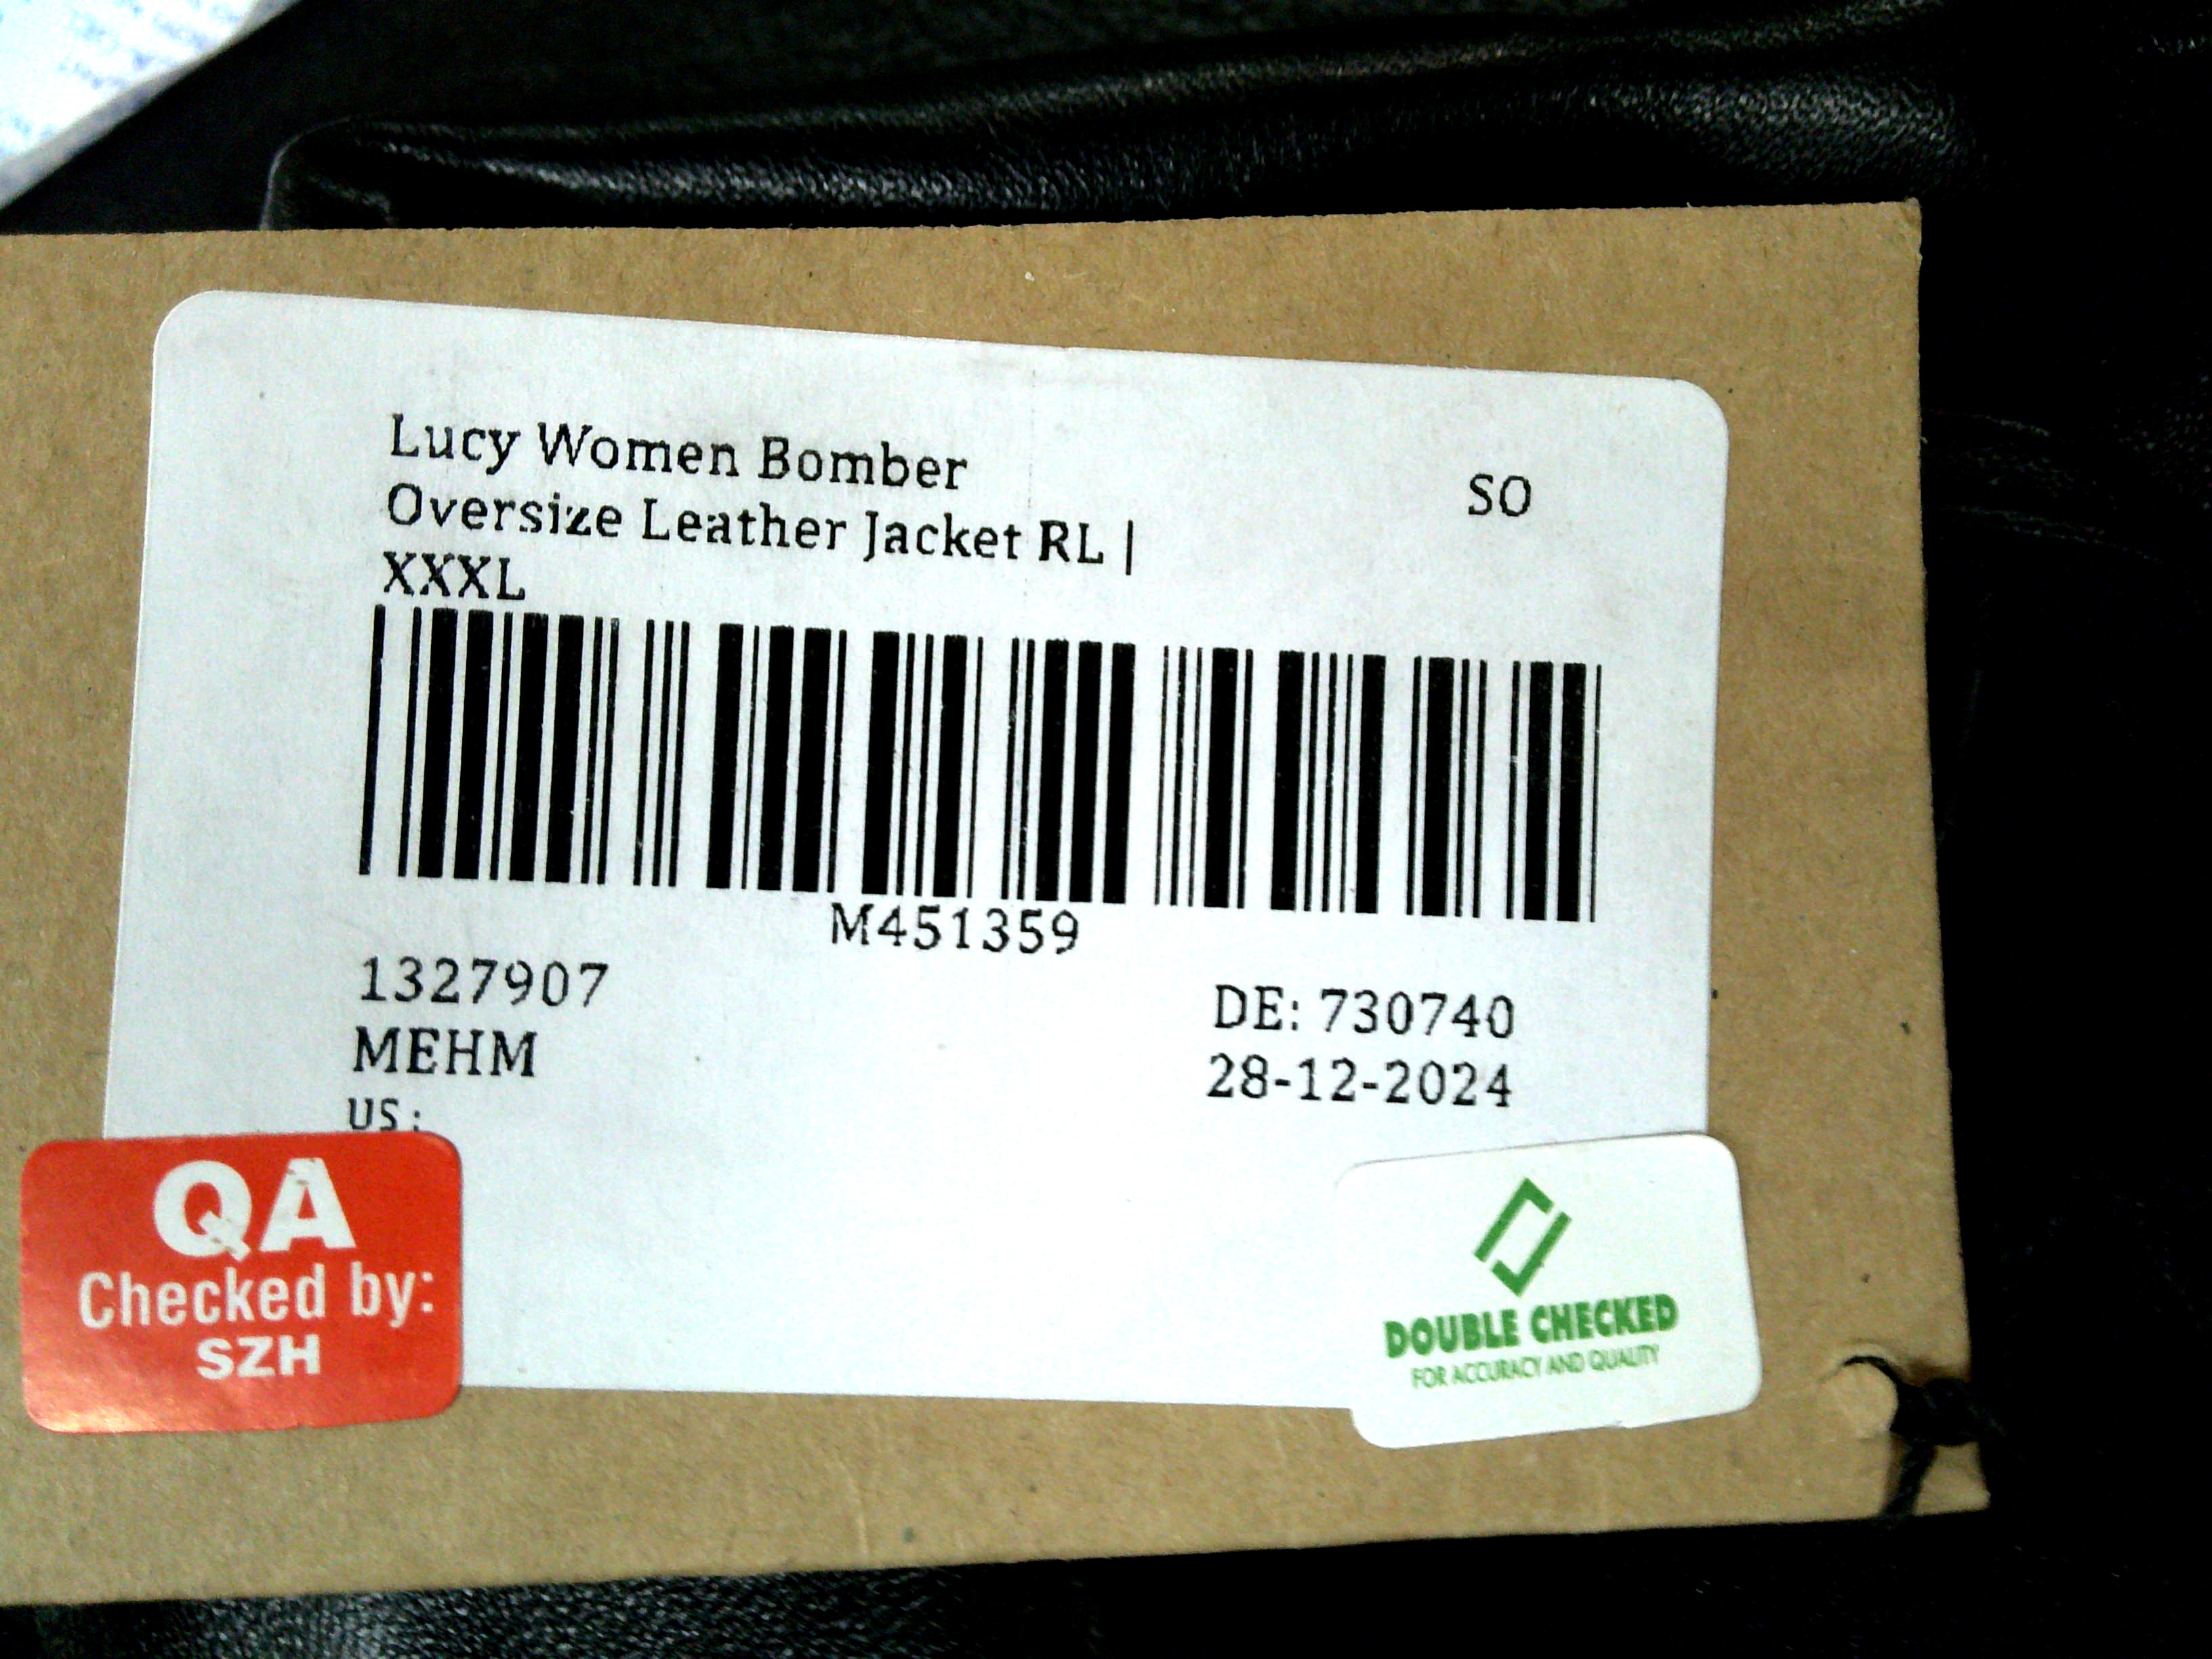 Lucy Women Bomber
Oversize Leather Jacket RL |
XXXL
SO
M451359
1327907
MEHM
US:
DE: 730740
28-12-2024
QA
Checked by:
SZH
DOUBLE CHECKED
FOR ACCURACY AND QUALITY